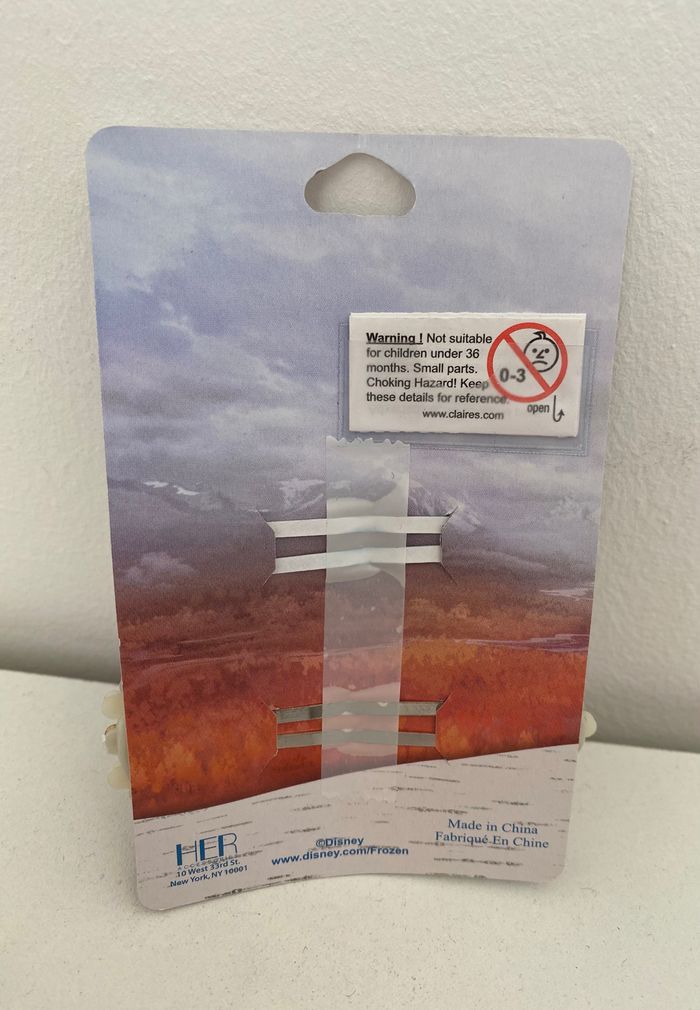 Warning ! Not suitable
for children under 36
months. Small parts.
Choking Hazard! Keep
these details for reference.
www.claires.com
0-3
open
HER
ACCESSORIES
10 West 33rd St.
New York, NY 10001
©Disney
www.disney.com/Frozen
Made in China
Fabriqué En Chine